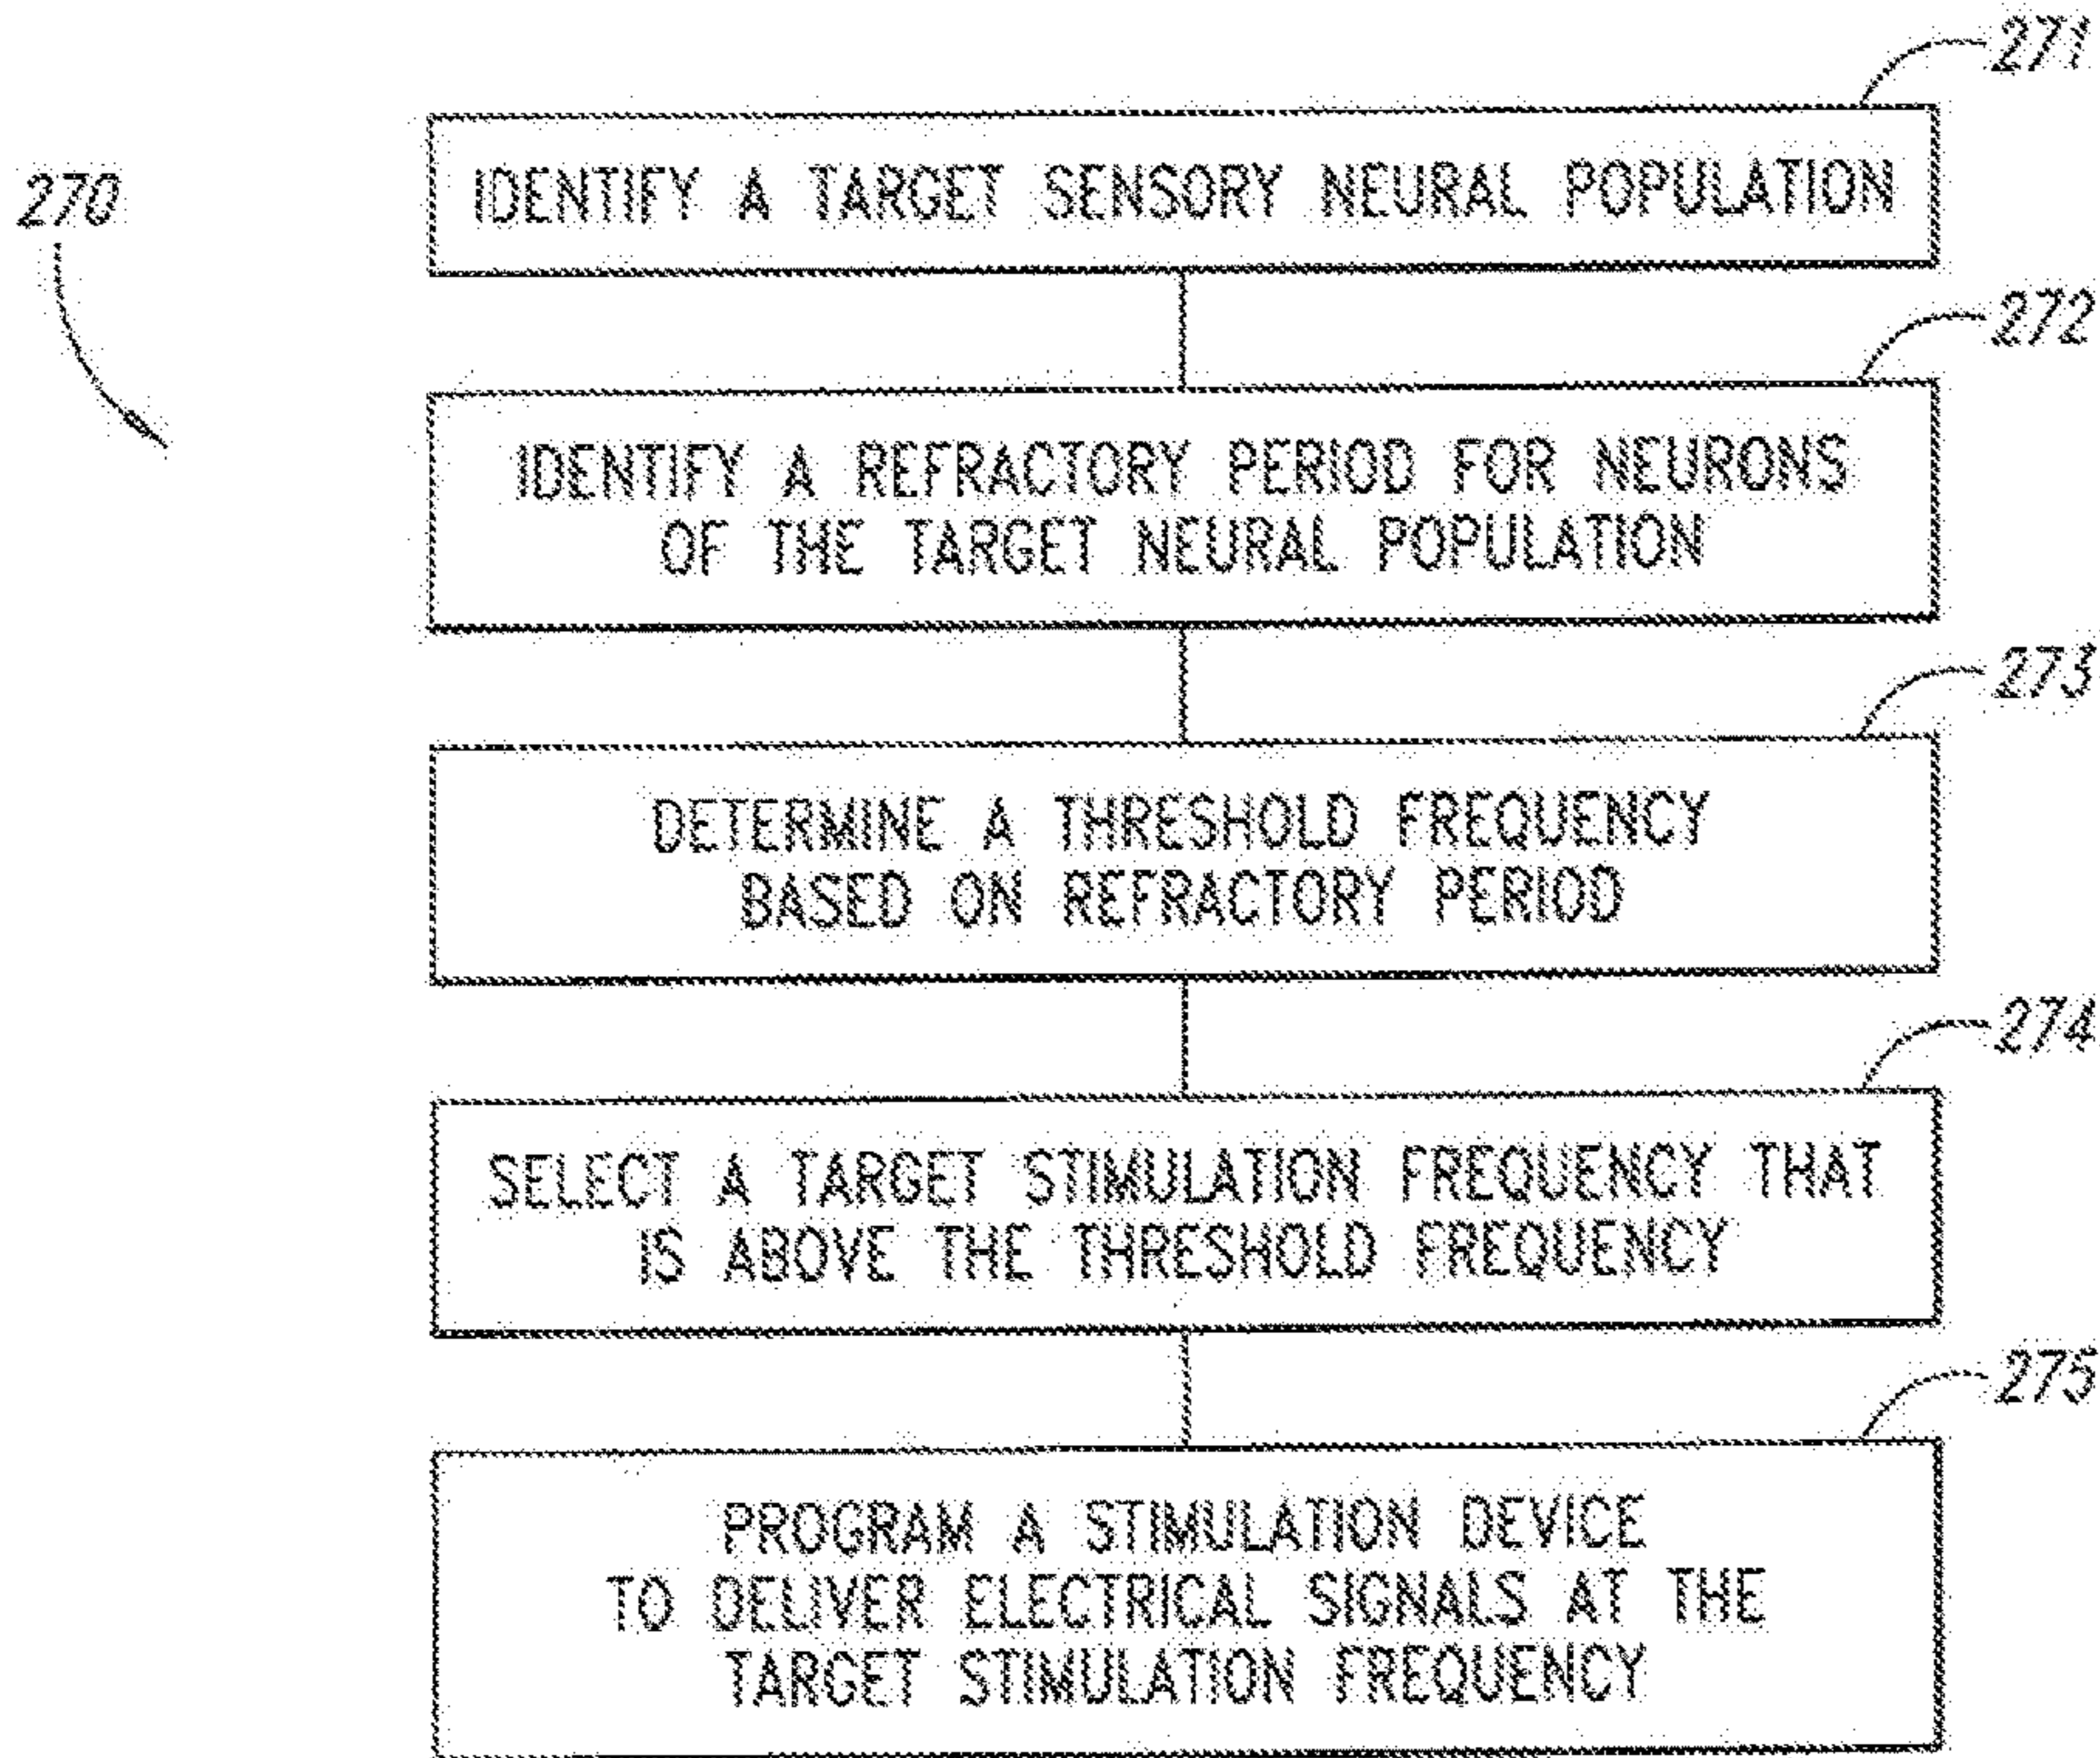 271
IDENTIFY A TARGET SENSORY NEURAL POPULATION
270
272
IDENTIFY A REFRACTORY PERIOD FOR NEURONS
OF THE TARGET NEURAL POPULATION
273
DETERMINE A THRESHOLD FREQUENCY
BASED ON REFRACTORY PERIOD
274
SELECT A TARGET STIMULATION FREQUENCY THAT
IS ABOVE THE THRESHOLD FREQUENCY
275
PROGRAM A STIMULATION DEVICE
TO DELIVER ELECTRICAL SIGNALS AT THE
TARGET STIMULATION FREQUENCY